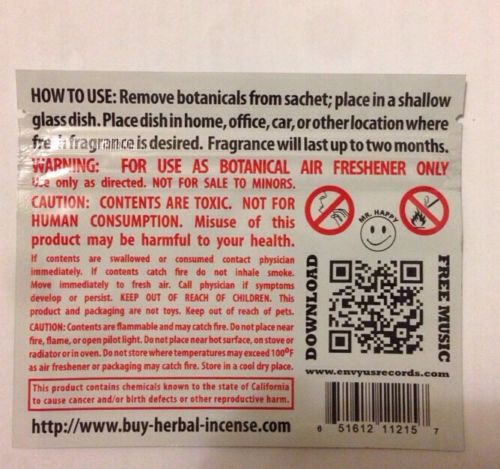 HOW TO USE: Remove botanicals from sachet; place in a shallow
glass dish. Place dish in home, office, car, or other location where
fresh fragrance is desired. Fragrance will last up to two months.
WARNING: FOR USE AS BOTANICAL AIR FRESHENER ONLY
Use only as directed. NOT FOR SALE TO MINORS.
CAUTION: CONTENTS ARE TOXIC. NOT FOR
HUMAN CONSUMPTION. Misuse of this
product may be harmful to your health.
If contents are swallowed or consumed contact physician
immediately. If contents catch fire do not inhale smoke.
Move immediately to fresh air. Call physician if symptoms
develop or persist. KEEP OUT OF REACH OF CHILDREN. This
product and packaging are not toys. Keep out of reach of pets.
CAUTION: Contents are flammable and may catch fire. Do not place near
fire, flame, or open pilot light. Do not place near hot surface, on stove or
radiator or in oven. Do not store where temperatures may exceed 100°F
as air freshener or packaging may catch fire. Store in a cool dry place.
This product contains chemicals known to the state of California
to cause cancer and/or birth defects or other reproductive harm.
http://www.buy-herbal-incense.com
MR. HAPPY
DOWNLOAD
FREE MUSIC
www.envyusrecords.com
6 51612 11215 7